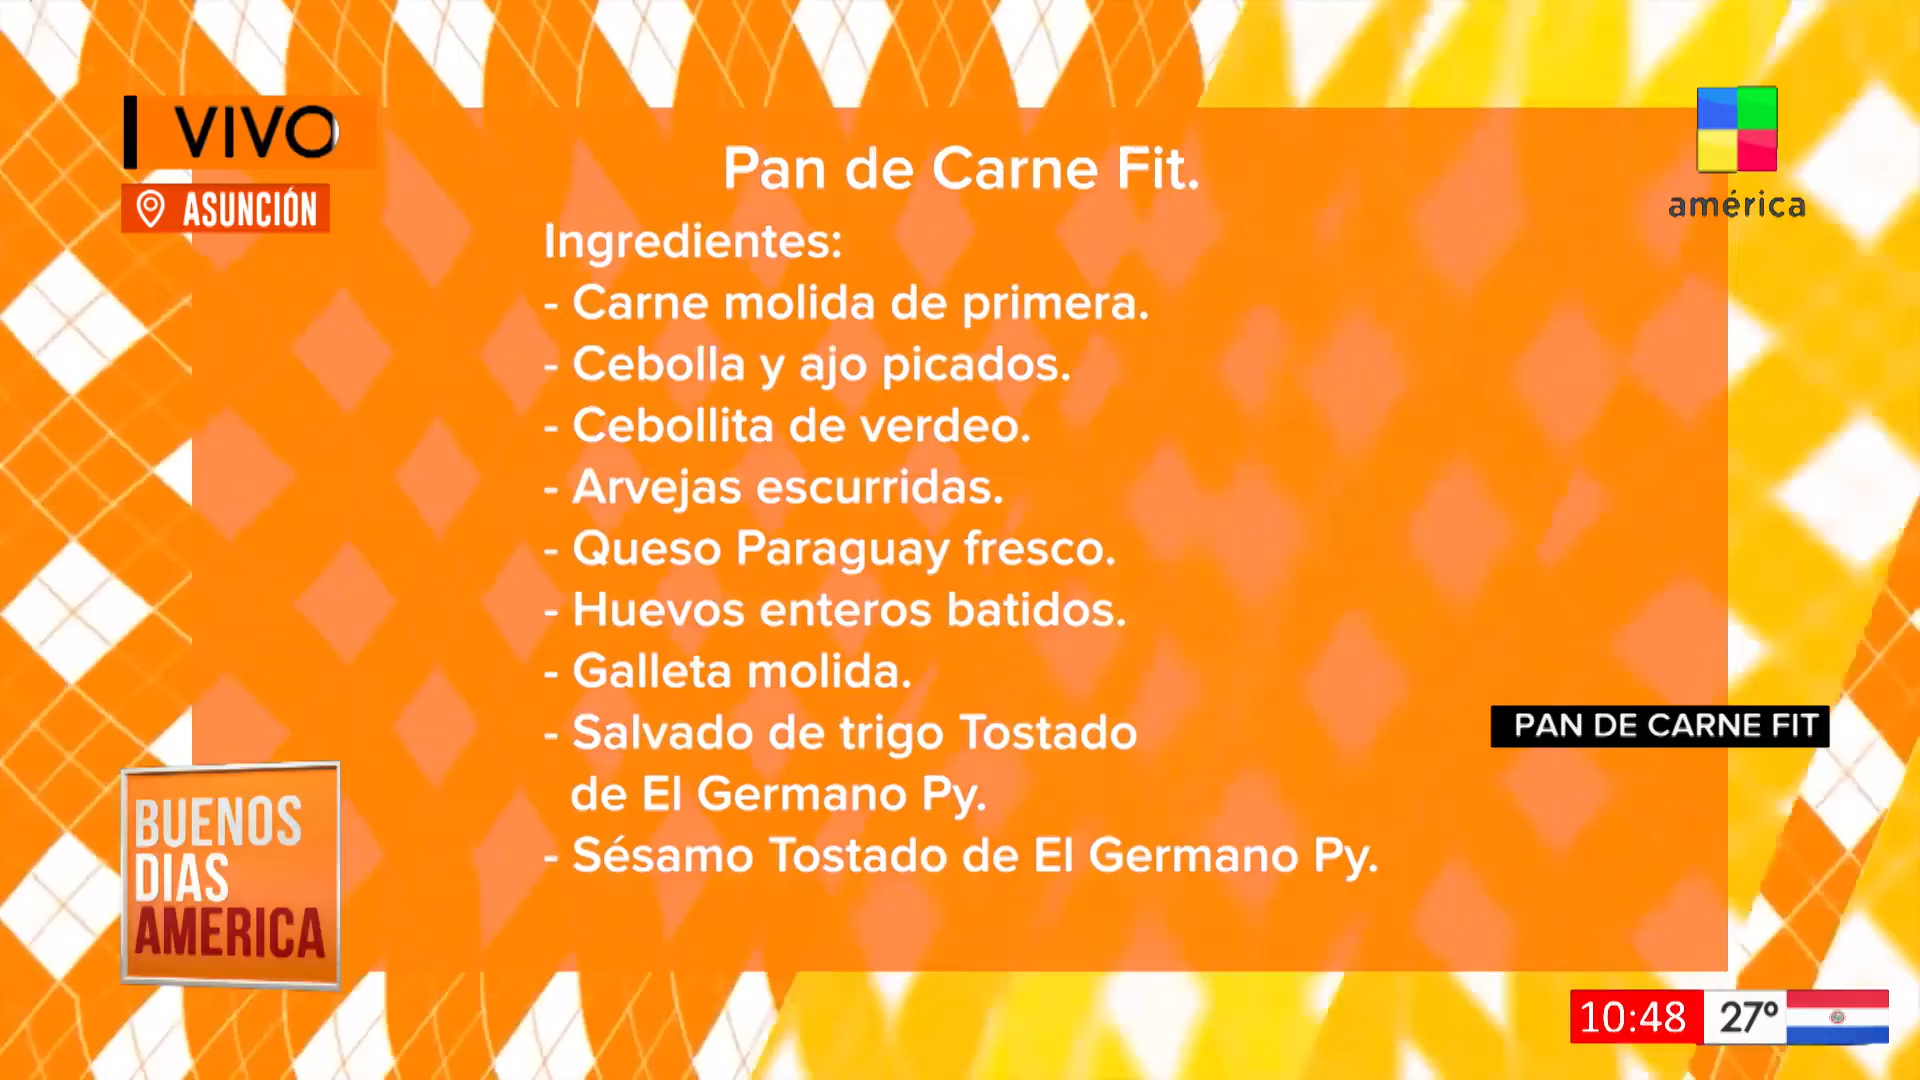 VIVO
ASUNCIÓN
américa
Pan de Carne Fit.
Ingredientes:
- Carne molida de primera.
- Cebolla y ajo picados.
- Cebollita de verdeo.
- Arvejas escurridas.
- Queso Paraguay fresco.
- Huevos enteros batidos.
- Galleta molida.
- Salvado de trigo Tostado
de El Germano Py.
- Sésamo Tostado de El Germano Py.
PAN DE CARNE FIT
BUENOS
DIAS
AMERICA
10:48 27º